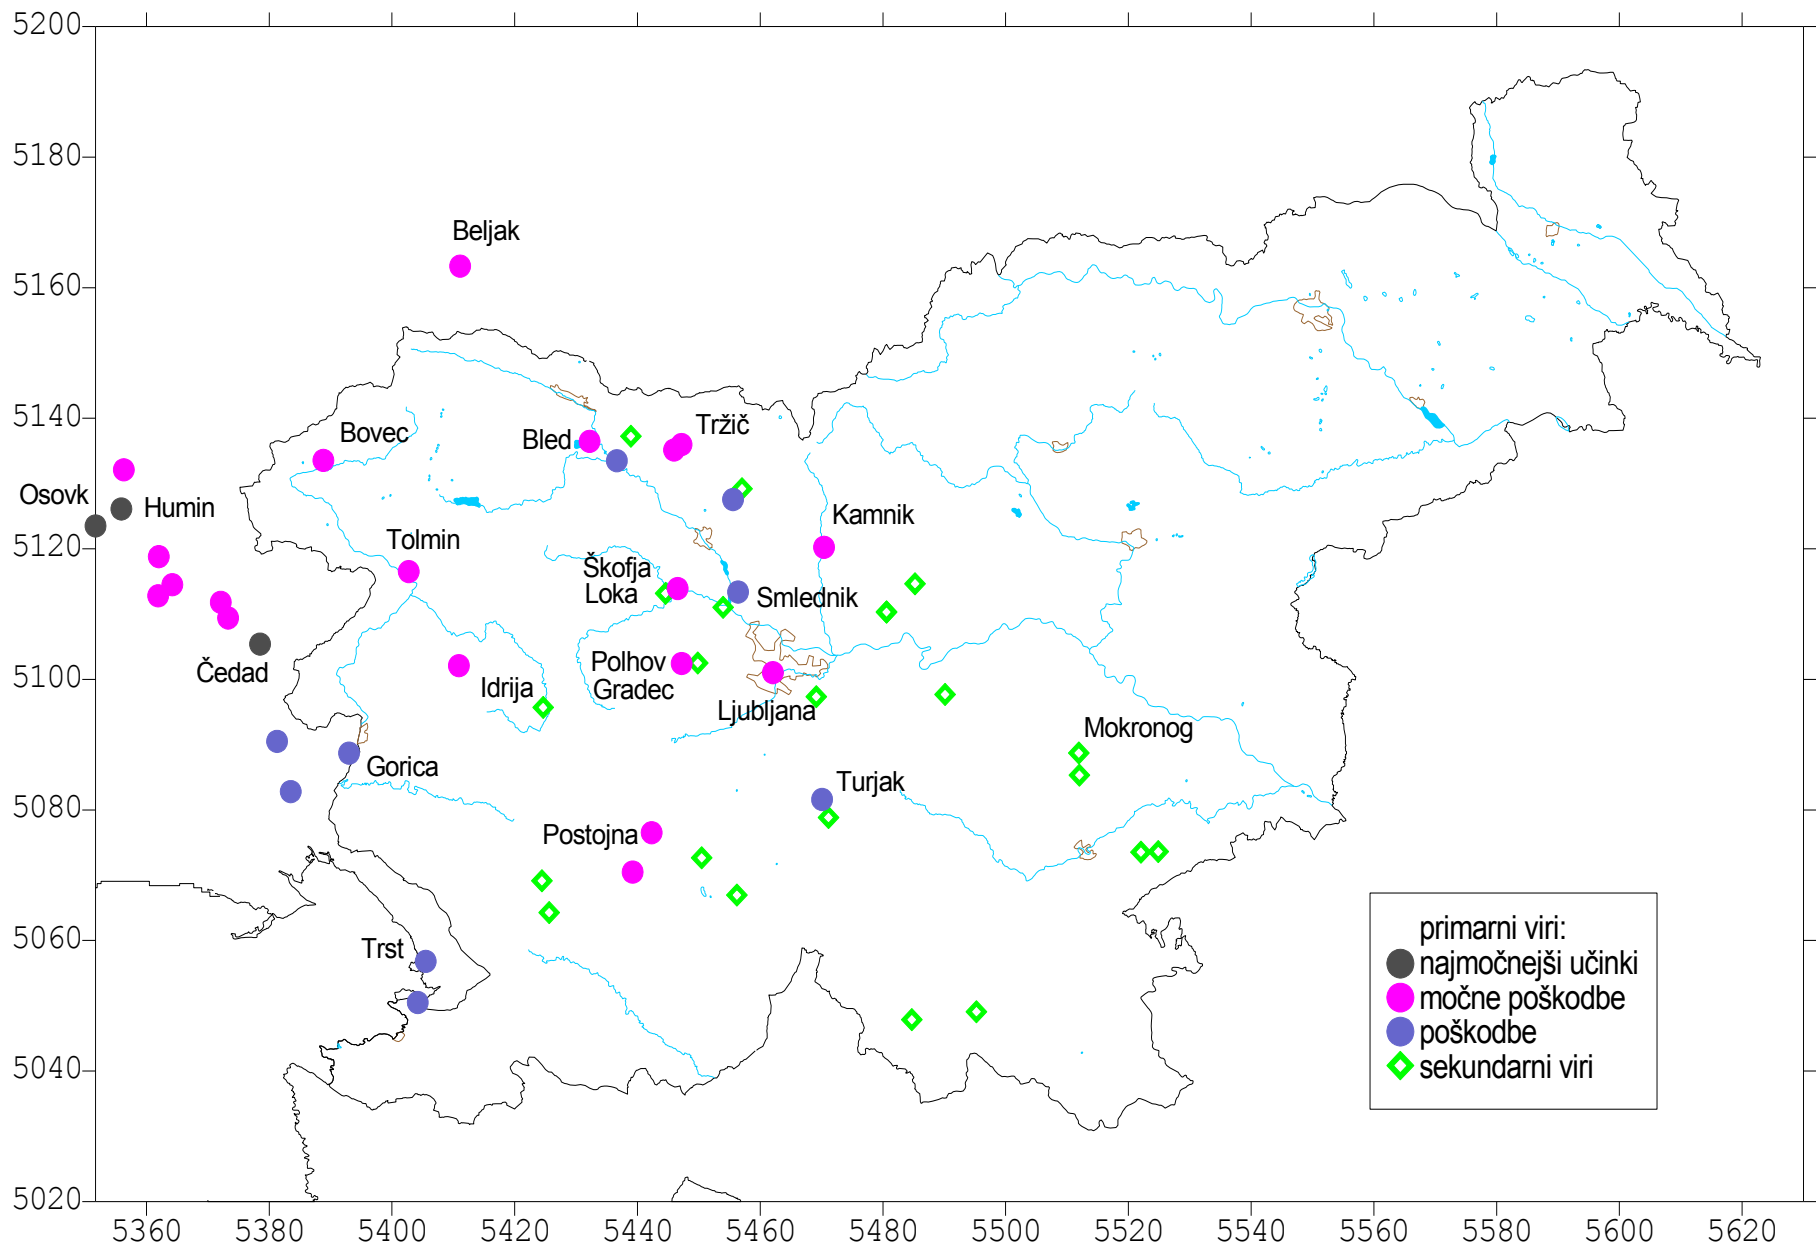 5200
5180
5160
5140
5120
5100
5080
5060
5040
5020
Beljak
Bovec
Bled
Tržič
Osovk
Humin
Tolmin
Kamnik
Škofja
Loka
Smlednik
Čedad
Idrija
Polhov
Gradec
Ljubljana
Mokronog
Gorica
Turjak
Postojna
Trst
primarni viri:
najmočnejši učinki
močne poškodbe
poškodbe
sekundarni viri
5360 5380 5400 5420 5440 5460 5480 5500 5520 5540 5560 5580 5600 5620